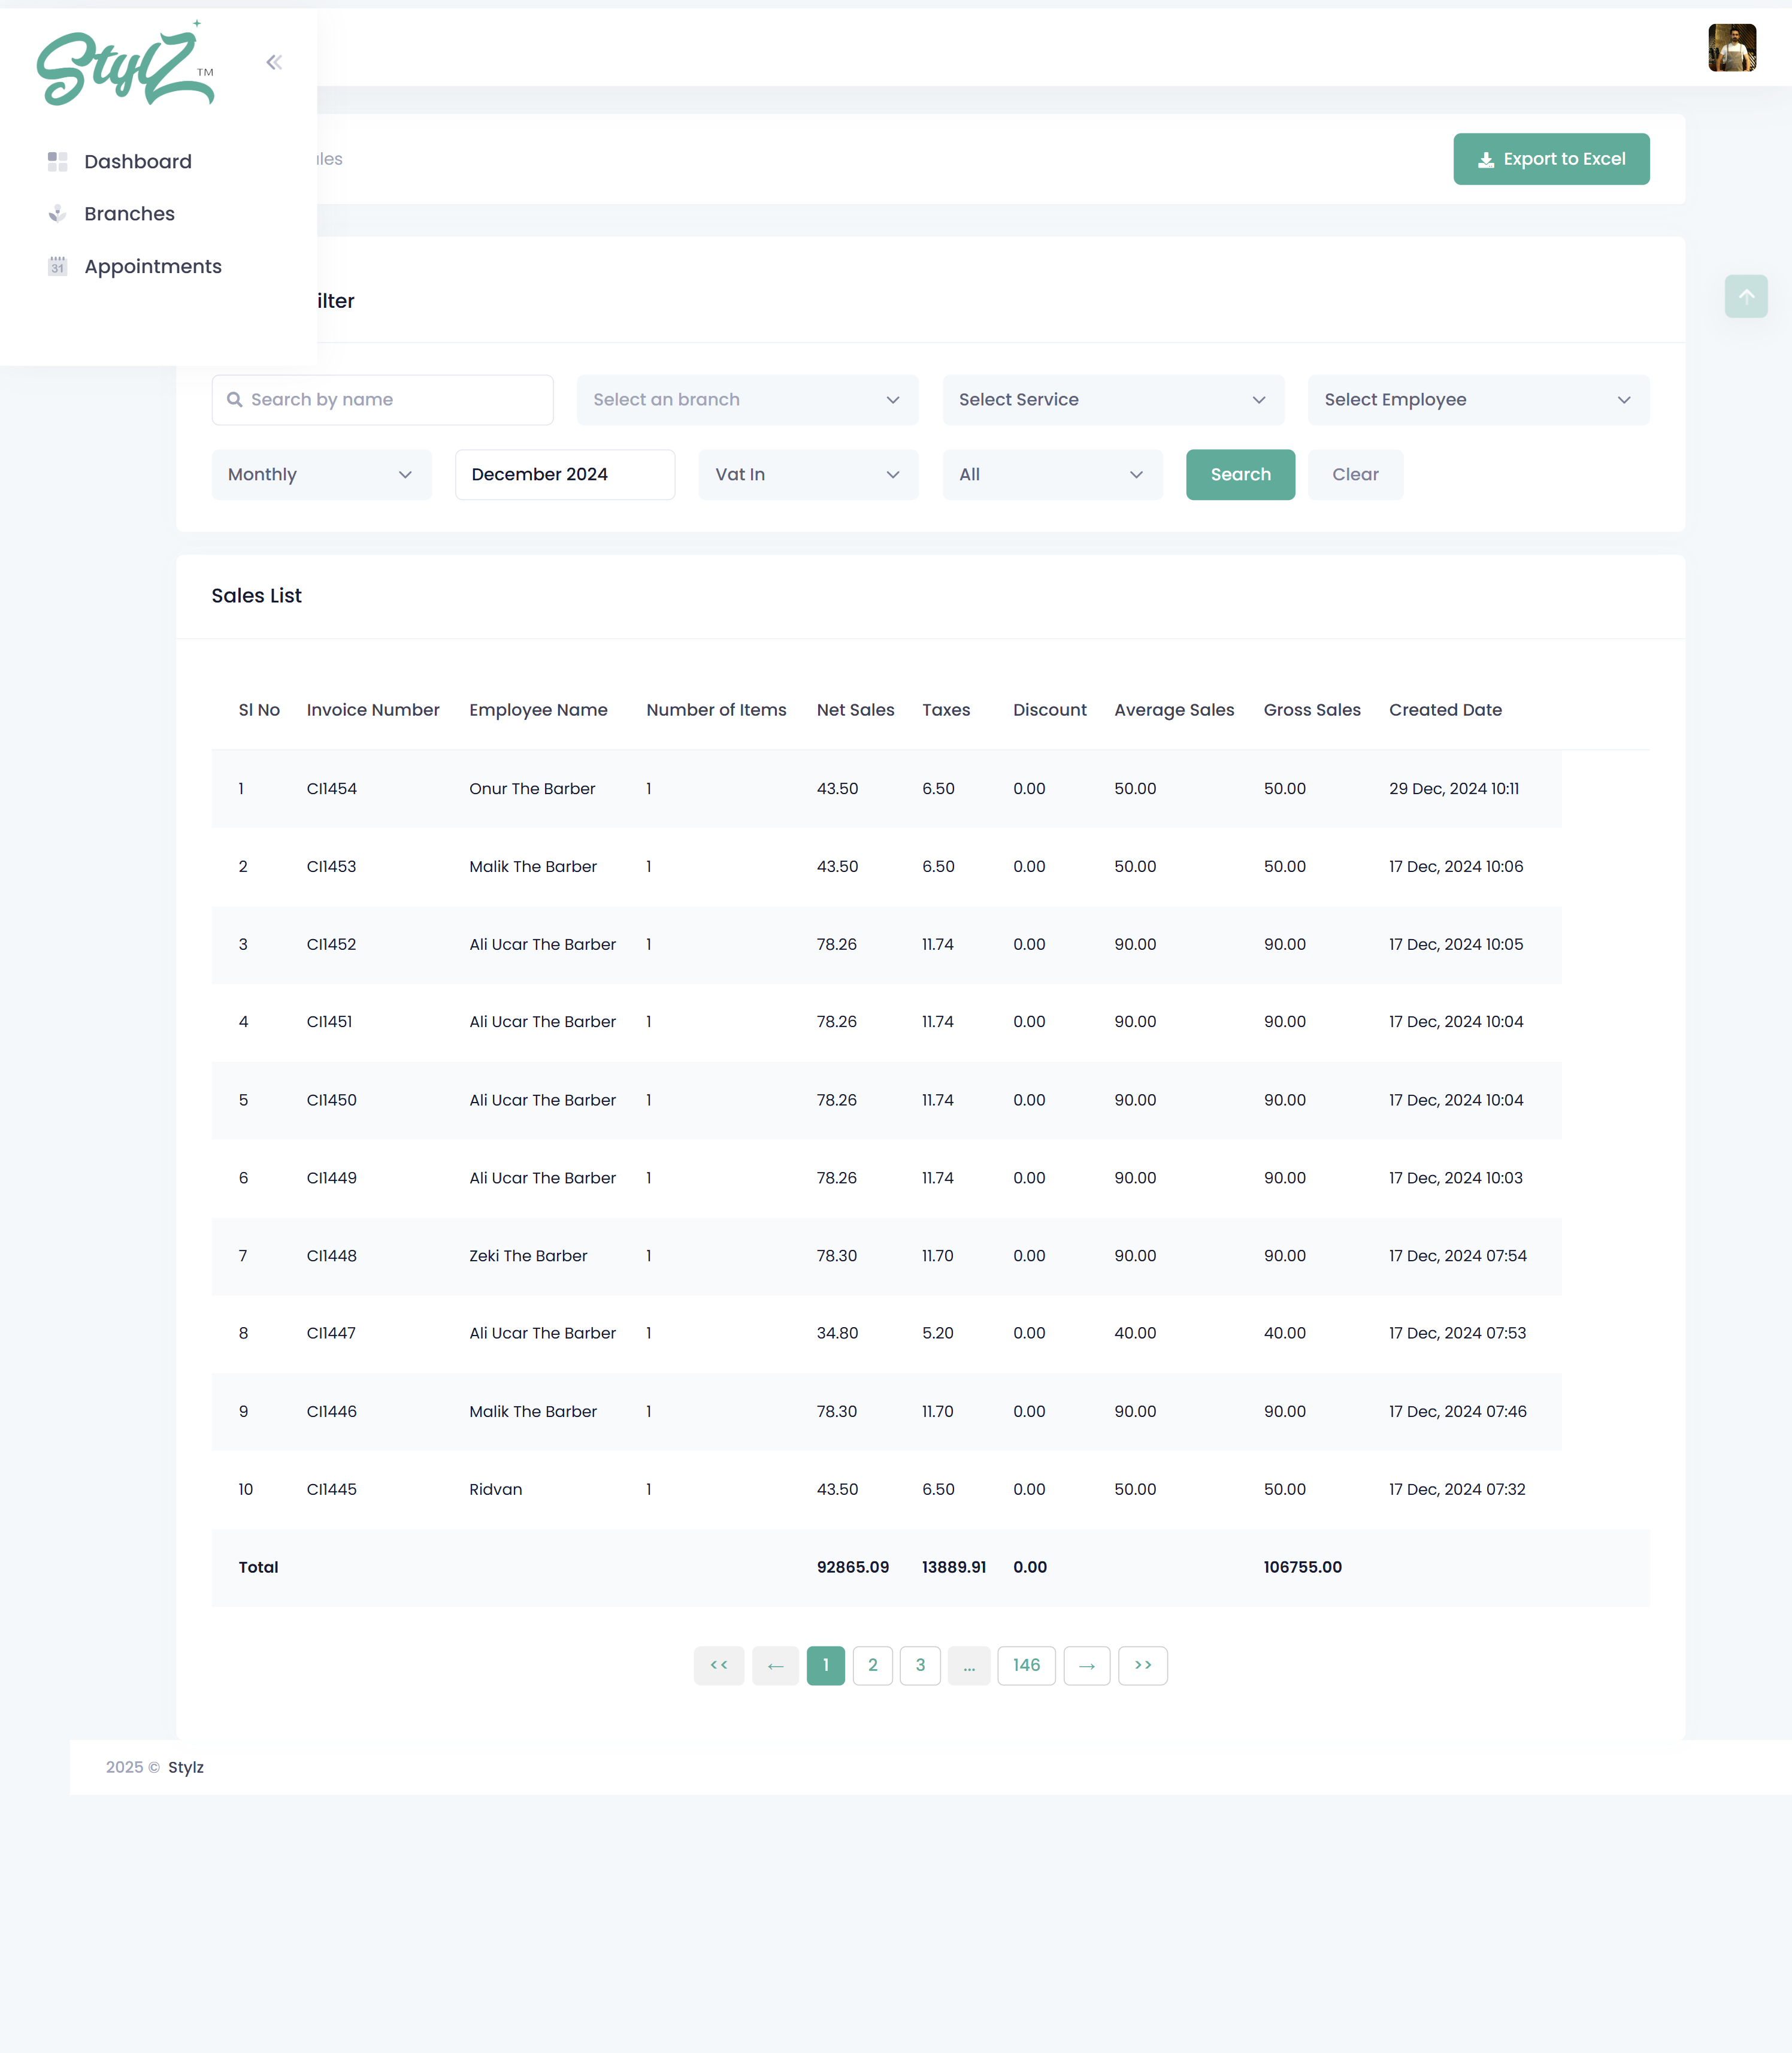 Stylz TM
Dashboard
Branches
31 Appointments
ales
Export to Excel
ilter
Search by name Select an branch Select Service Select Employee
Monthly December 2024 Vat In All Search Clear
Sales List
Sl No Invoice Number Employee Name Number of Items Net Sales Taxes Discount Average Sales Gross Sales Created Date
1 CI1454 Onur The Barber 1 43.50 6.50 0.00 50.00 50.00 29 Dec, 2024 10:11
2 CI1453 Malik The Barber 1 43.50 6.50 0.00 50.00 50.00 17 Dec, 2024 10:06
3 CI1452 Ali Ucar The Barber 1 78.26 11.74 0.00 90.00 90.00 17 Dec, 2024 10:05
4 CI1451 Ali Ucar The Barber 1 78.26 11.74 0.00 90.00 90.00 17 Dec, 2024 10:04
5 CI1450 Ali Ucar The Barber 1 78.26 11.74 0.00 90.00 90.00 17 Dec, 2024 10:04
6 CI1449 Ali Ucar The Barber 1 78.26 11.74 0.00 90.00 90.00 17 Dec, 2024 10:03
7 CI1448 Zeki The Barber 1 78.30 11.70 0.00 90.00 90.00 17 Dec, 2024 07:54
8 CI1447 Ali Ucar The Barber 1 34.80 5.20 0.00 40.00 40.00 17 Dec, 2024 07:53
9 CI1446 Malik The Barber 1 78.30 11.70 0.00 90.00 90.00 17 Dec, 2024 07:46
10 CI1445 Ridvan 1 43.50 6.50 0.00 50.00 50.00 17 Dec, 2024 07:32
Total 92865.09 13889.91 0.00 106755.00
<< ← 1 2 3 ... 146 → >>
2025 © Stylz